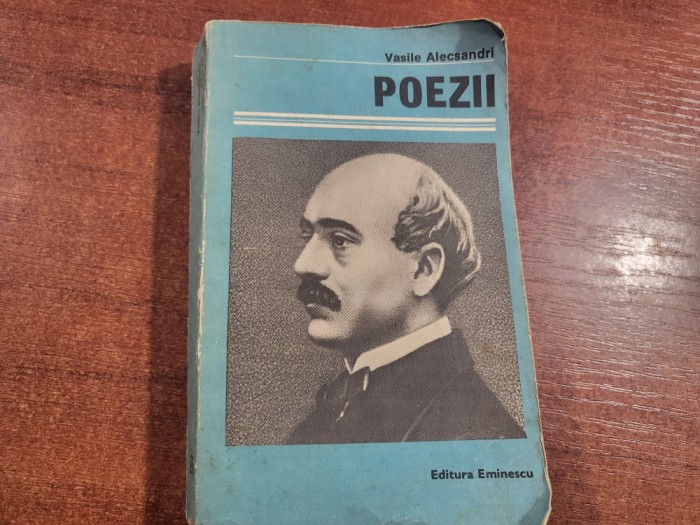 Vasile Alecsandri
POEZII
Editura Eminescu